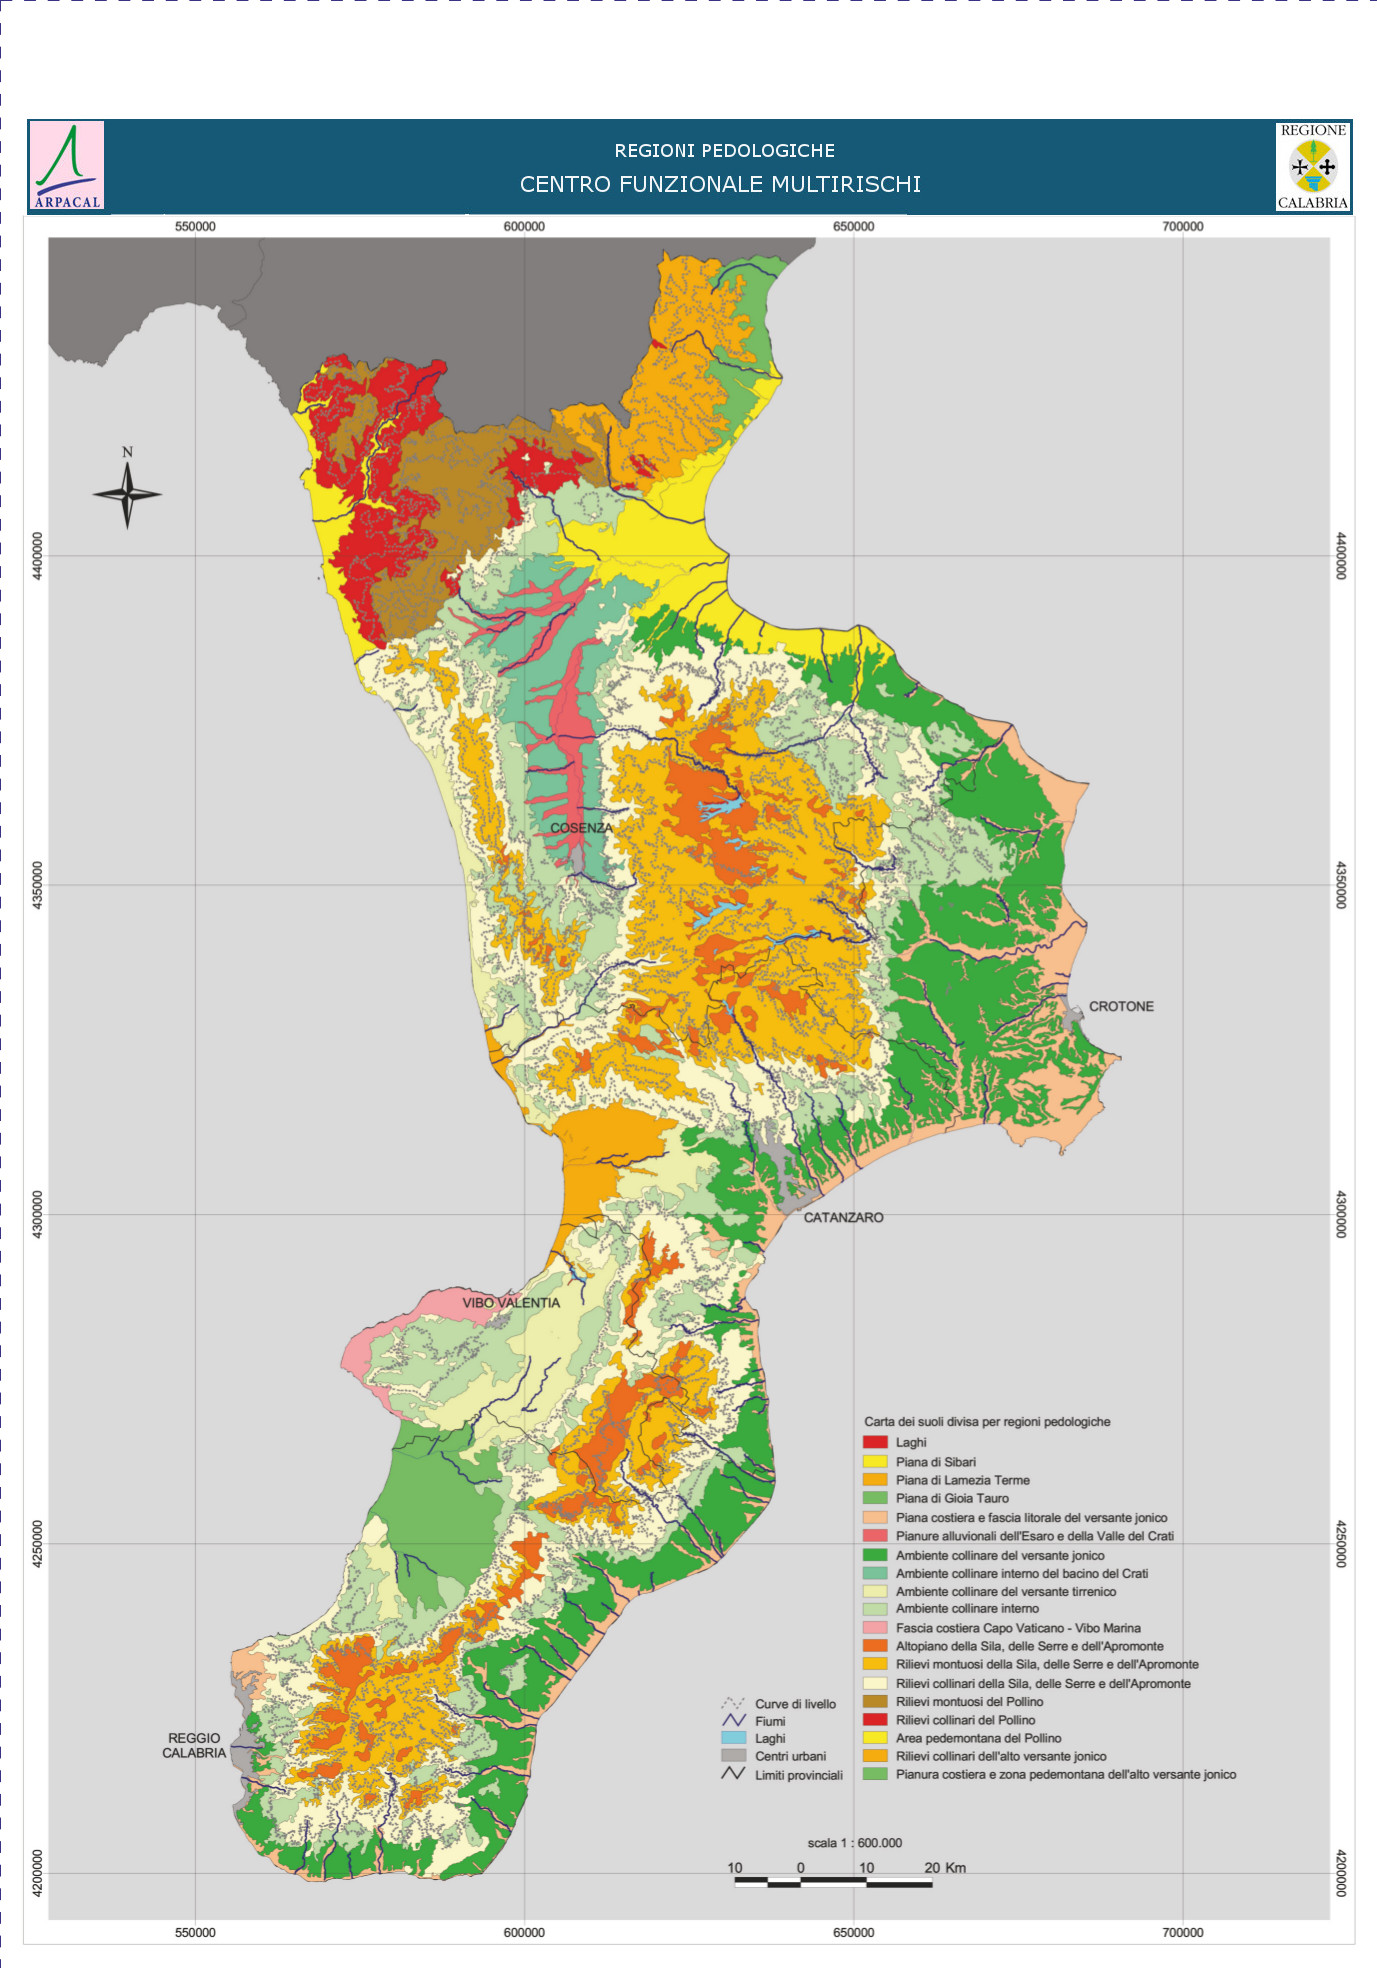 REGIONI PEDOLOGICHE
CENTRO FUNZIONALE MULTIRISCHI
ARPACAL
REGIONE
CALABRIA
550000
600000
650000
700000
N
4400000
4400000
COSENZA
4350000
4350000
CROTONE
4300000
4300000
CATANZARO
VIBO VALENTIA
4250000
4250000
REGGIO
CALABRIA
Carta dei suoli divisa per regioni pedologiche
Laghi
Piana di Sibari
Piana di Lamezia Terme
Piana di Gioia Tauro
Piana costiera e fascia litorale del versante jonico
Pianure alluvionali dell'Esaro e della Valle del Crati
Ambiente collinare del versante jonico
Ambiente collinare interno del bacino del Crati
Ambiente collinare del versante tirrenico
Ambiente collinare interno
Fascia costiera Capo Vaticano - Vibo Marina
Altopiano della Sila, delle Serre e dell'Apromonte
Rilievi montuosi della Sila, delle Serre e dell'Apromonte
Rilievi collinari della Sila, delle Serre e dell'Apromonte
Rilievi montuosi del Pollino
Rilievi collinari del Pollino
Area pedemontana del Pollino
Rilievi collinari dell'alto versante jonico
Pianura costiera e zona pedemontana dell'alto versante jonico
Curve di livello
Fiumi
Laghi
Centri urbani
Limiti provinciali
scala 1 : 600.000
10 0 10 20 Km
4200000
4200000
550000
600000
650000
700000